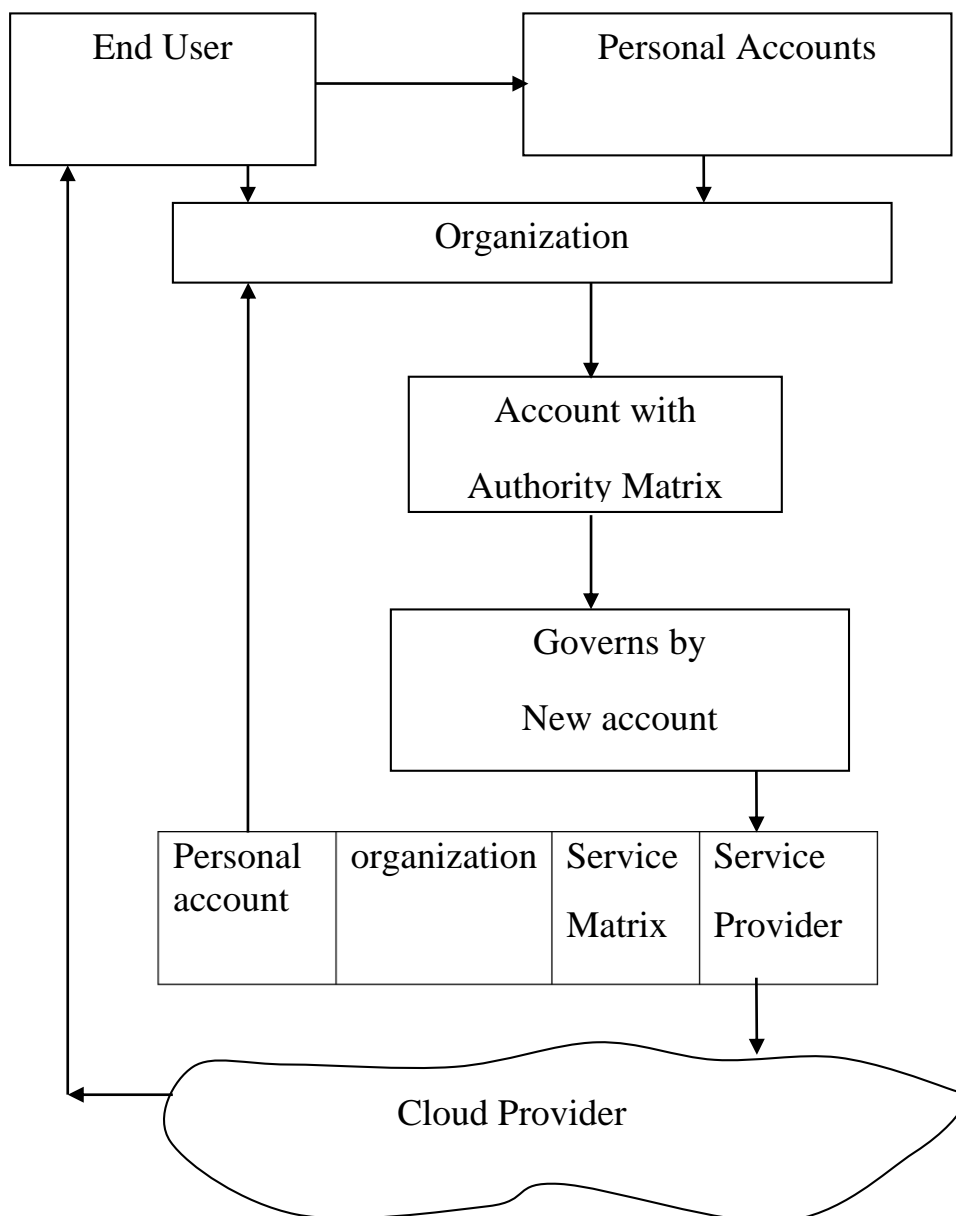 End User
Personal Accounts
Organization
Account with
Authority Matrix
Governs by
New account
Personal
account
organization
Service
Matrix
Service
Provider
Cloud Provider